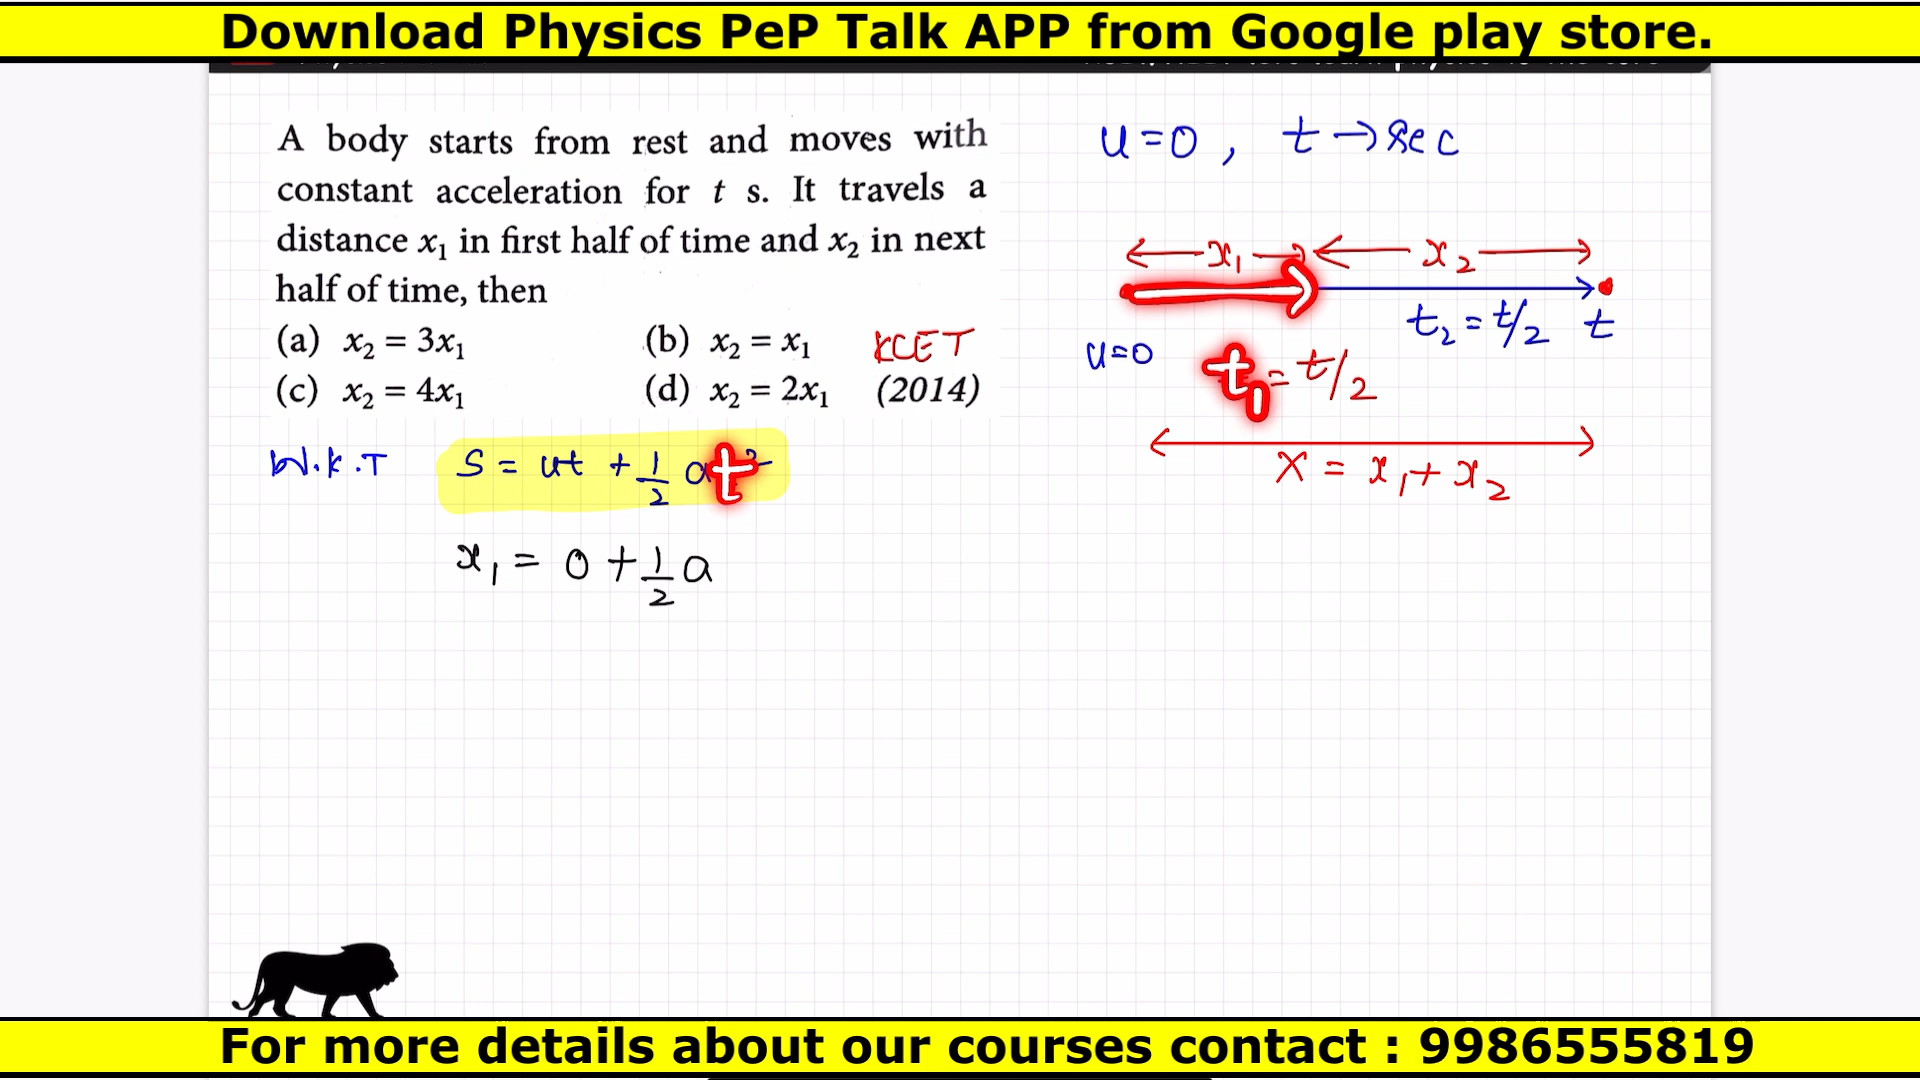 Download Physics PeP Talk APP from Google play store.
A body starts from rest and moves with
constant acceleration for t s. It travels a
distance x₁ in first half of time and x₂ in next
half of time, then
(a) x₂ = 3x₁ (b) x₂ = x₁ KCET
(c) x₂ = 4x₁ (d) x₂ = 2x₁ (2014)
u=0, t→sec
x₁ x₂
t₂ = t/2 t
u=0 t₁ = t/2
X = x₁ + x₂
W.K.T S = ut + 1/2 at²
x₁ = 0 + 1/2 a
For more details about our courses contact : 9986555819